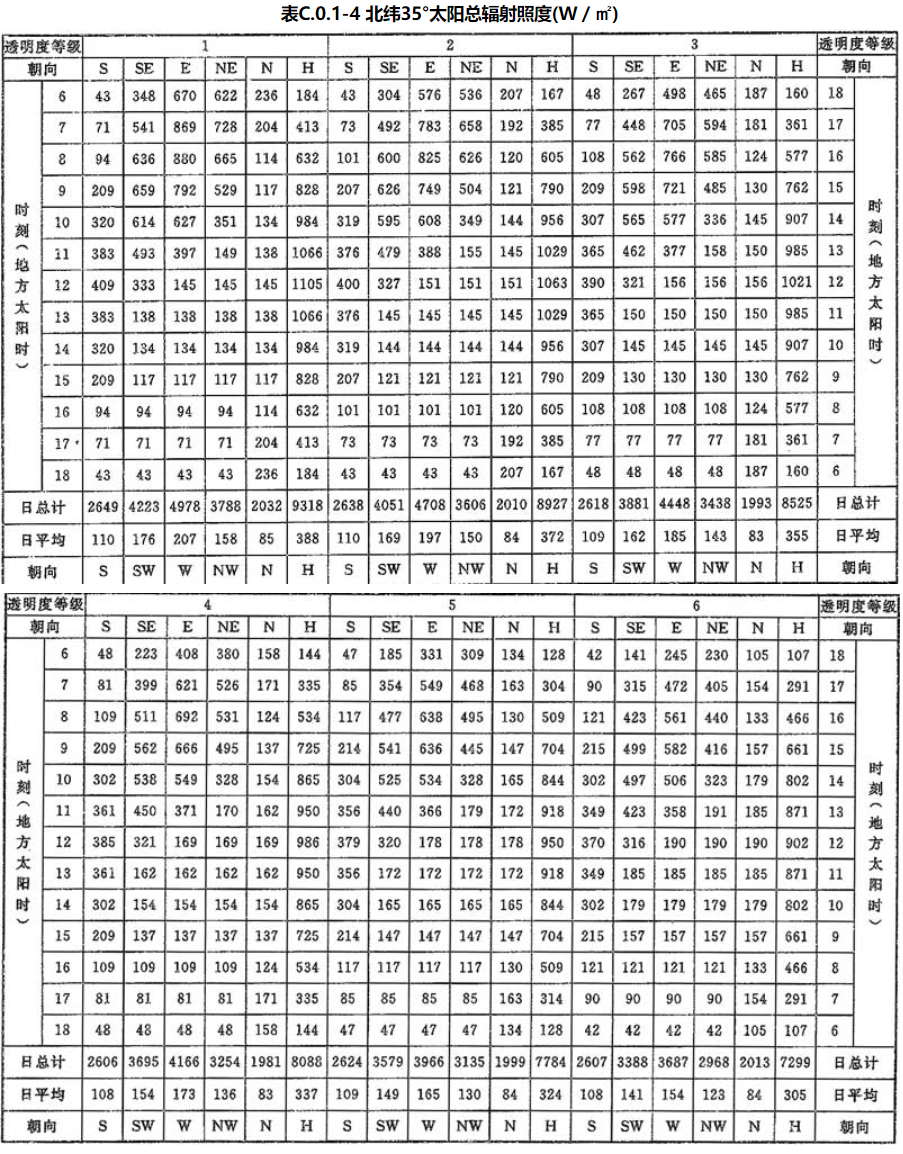 表C.0.1-4 北纬35°太阳总辐射照度(W / ㎡)
透明度等级 1 2 3 透明度等级
朝向 S SE E NE N H S SE E NE N H S SE E NE N H 朝向
时刻(地方太阳时) 时刻(地方太阳时)
6 43 348 670 622 236 184 43 304 576 536 207 167 48 267 498 465 187 160 18
7 71 541 869 728 204 413 73 492 783 658 192 385 77 448 705 594 181 361 17
8 94 636 880 665 114 632 101 600 825 626 120 605 108 562 766 585 124 577 16
9 209 659 792 529 117 828 207 626 749 504 121 790 209 598 721 485 130 762 15
10 320 614 627 351 134 984 319 595 608 349 144 956 307 565 577 336 145 907 14
11 383 493 397 149 138 1066 376 479 388 155 145 1029 365 462 377 158 150 985 13
12 409 333 145 145 145 1105 400 327 151 151 151 1063 390 321 156 156 156 1021 12
13 383 138 138 138 138 1066 376 145 145 145 145 1029 365 150 150 150 150 985 11
14 320 134 134 134 134 984 319 144 144 144 144 956 307 145 145 145 145 907 10
15 209 117 117 117 117 828 207 121 121 121 121 790 209 130 130 130 130 762 9
16 94 94 94 94 114 632 101 101 101 101 120 605 108 108 108 108 124 577 8
17 71 71 71 71 204 413 73 73 73 73 192 385 77 77 77 77 181 361 7
18 43 43 43 43 236 184 43 43 43 43 207 167 48 48 48 48 187 160 6
日总计 2649 4223 4978 3788 2032 9318 2638 4051 4708 3606 2010 8927 2618 3881 4448 3438 1993 8525 日总计
日平均 110 176 207 158 85 388 110 169 197 150 84 372 109 162 185 143 83 355 日平均
朝向 S SW W NW N H S SW W NW N H S SW W NW N H 朝向
透明度等级 4 5 6 透明度等级
朝向 S SE E NE N H S SE E NE N H S SE E NE N H 朝向
时刻(地方太阳时) 时刻(地方太阳时)
6 48 223 408 380 158 144 47 185 331 309 134 128 42 141 245 230 105 107 18
7 81 399 621 526 171 335 85 354 549 468 163 304 90 315 472 405 154 291 17
8 109 511 692 531 124 534 117 477 638 495 130 509 121 423 561 440 133 466 16
9 209 562 666 495 137 725 214 541 636 445 147 704 215 499 582 416 157 661 15
10 302 538 549 328 154 865 304 525 534 328 165 844 302 497 506 323 179 802 14
11 361 450 371 170 162 950 356 440 366 179 172 918 349 423 358 191 185 871 13
12 385 321 169 169 169 986 379 320 178 178 178 950 370 316 190 190 190 902 12
13 361 162 162 162 162 950 356 172 172 172 172 918 349 185 185 185 185 871 11
14 302 154 154 154 154 865 304 165 165 165 165 844 302 179 179 179 179 802 10
15 209 137 137 137 137 725 214 147 147 147 147 704 215 157 157 157 157 661 9
16 109 109 109 109 124 534 117 117 117 117 130 509 121 121 121 121 133 466 8
17 81 81 81 81 171 335 85 85 85 85 163 314 90 90 90 90 154 291 7
18 48 48 48 48 158 144 47 47 47 47 134 128 42 42 42 42 105 107 6
日总计 2606 3695 4166 3254 1981 8088 2624 3579 3966 3135 1999 7784 2607 3388 3687 2968 2013 7299 日总计
日平均 108 154 173 136 83 337 109 149 165 130 84 324 108 141 154 123 84 305 日平均
朝向 S SW W NW N H S SW W NW N H S SW W NW N H 朝向